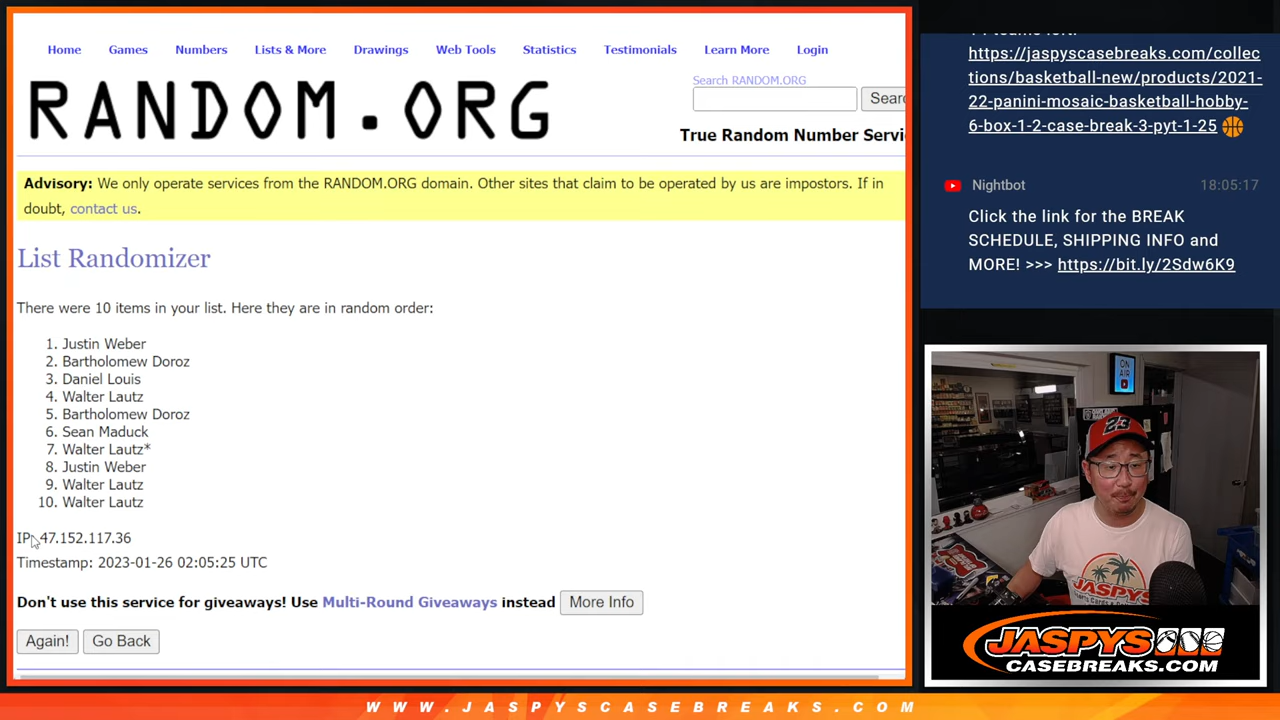 Home Games Numbers Lists & More Drawings Web Tools Statistics Testimonials Learn More Login
RANDOM.ORG
Search RANDOM.ORG
Searc
True Random Number Servi
Advisory: We only operate services from the RANDOM.ORG domain. Other sites that claim to be operated by us are impostors. If in
doubt, contact us.
List Randomizer
There were 10 items in your list. Here they are in random order:
1. Justin Weber
2. Bartholomew Doroz
3. Daniel Louis
4. Walter Lautz
5. Bartholomew Doroz
6. Sean Maduck
7. Walter Lautz*
8. Justin Weber
9. Walter Lautz
10. Walter Lautz
IP: 47.152.117.36
Timestamp: 2023-01-26 02:05:25 UTC
Don't use this service for giveaways! Use Multi-Round Giveaways instead More Info
Again! Go Back
https://jaspyscasebreaks.com/collec
tions/basketball-new/products/2021-
22-panini-mosaic-basketball-hobby-
6-box-1-2-case-break-3-pyt-1-25
Nightbot 18:05:17
Click the link for the BREAK
SCHEDULE, SHIPPING INFO and
MORE! >>> https://bit.ly/2Sdw6K9
ON
AIR
23
JASPYS
JASPYS
CASEBREAKS.COM
WWW.JASPYSCASEBREAKS.COM